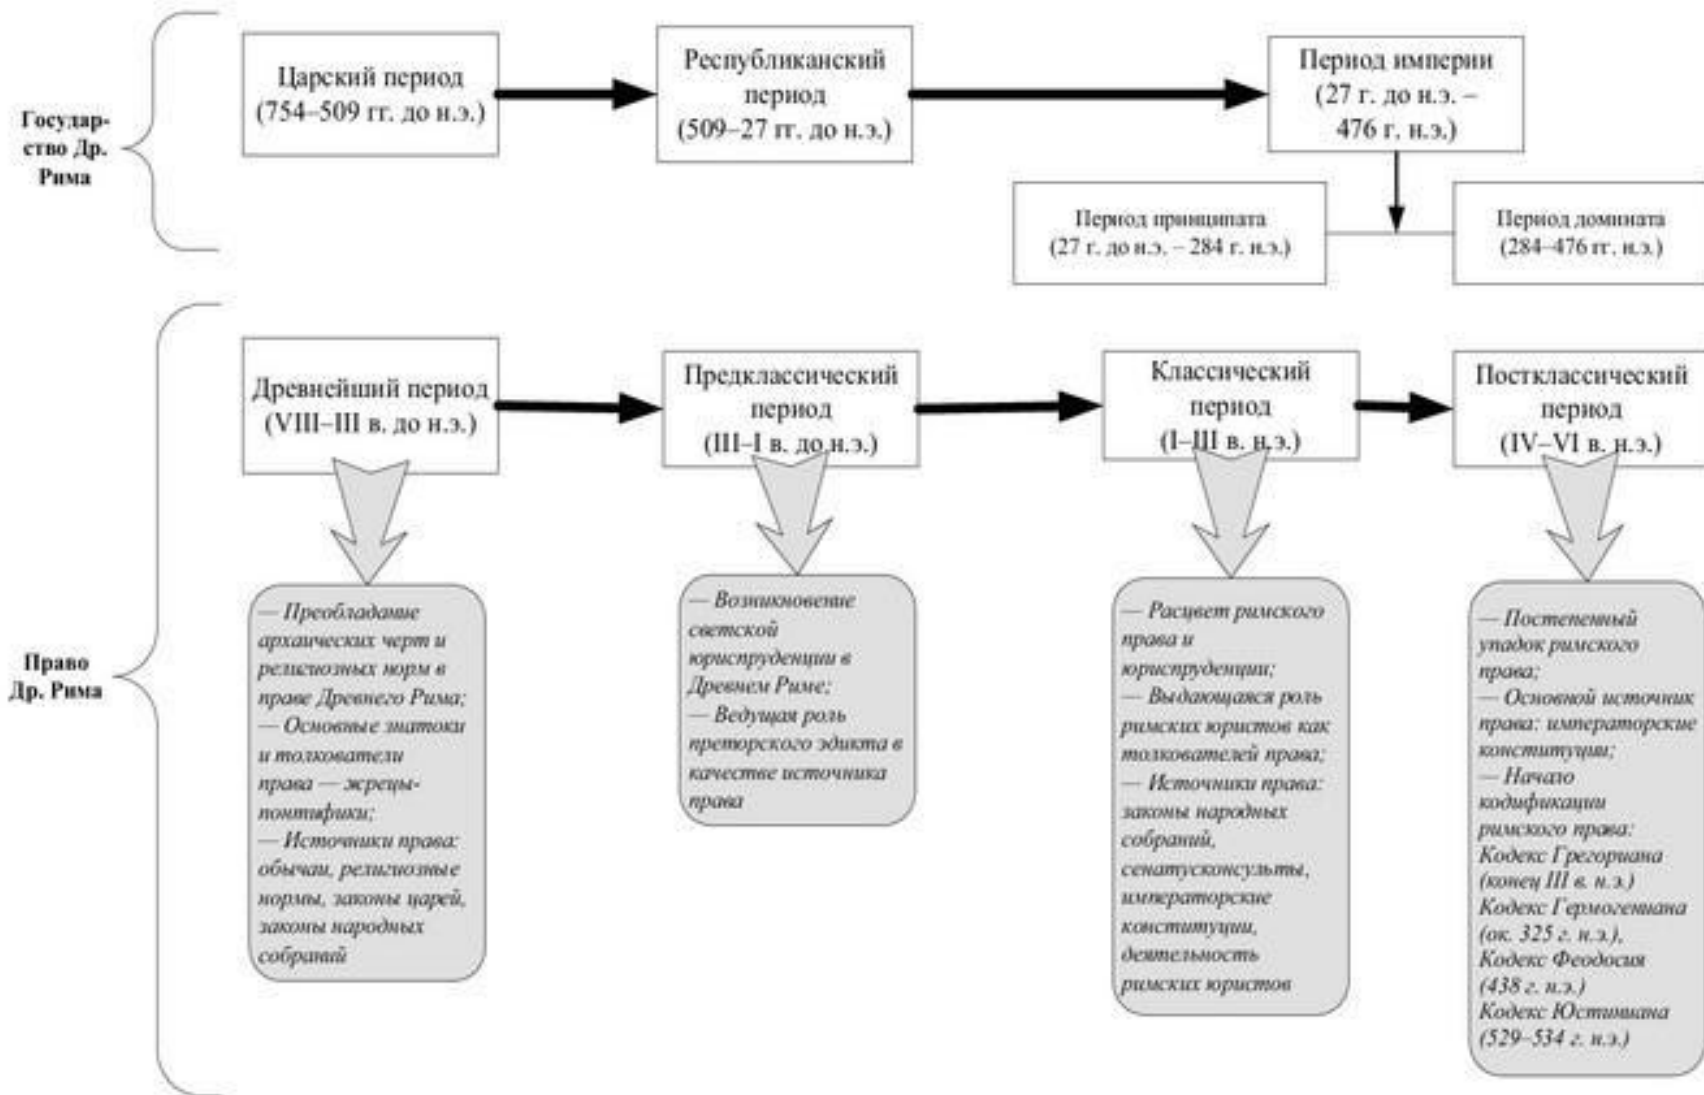 Государ-
ство Др.
Рима
Царский период
(754–509 гг. до н.э.)
Республиканский
период
(509–27 гг. до н.э.)
Период империи
(27 г. до н.э. –
476 г. н.э.)
Период принципата
(27 г. до н.э. – 284 г. н.э.)
Период домината
(284–476 гг. н.э.)
Право
Др. Рима
Древнейший период
(VIII–III в. до н.э.)
Предклассический
период
(III–I в. до н.э.)
Классический
период
(I–III в. н.э.)
Постклассический
период
(IV–VI в. н.э.)
— Преобладание
архаических черт и
религиозных норм в
праве Древнего Рима;
— Основные знатоки
и толкователи
права — жрецы-
понтифики;
— Источники права:
обычаи, религиозные
нормы, законы царей,
законы народных
собраний
— Возникновение
светской
юриспруденции в
Древнем Риме;
— Ведущая роль
преторского эдикта в
качестве источника
права
— Расцвет римского
права и
юриспруденции;
— Выдающаяся роль
римских юристов как
толкователей права;
— Источники права:
законы народных
собраний,
сенатусконсульты,
императорские
конституции,
деятельность
римских юристов
— Постепенный
упадок римского
права;
— Основной источник
права: императорские
конституции;
— Начало
кодификации
римского права:
Кодекс Грегориана
(конец III в. н.э.)
Кодекс Гермогениана
(ок. 325 г. н.э.),
Кодекс Феодосия
(438 г. н.э.)
Кодекс Юстиниана
(529–534 г. н.э.)